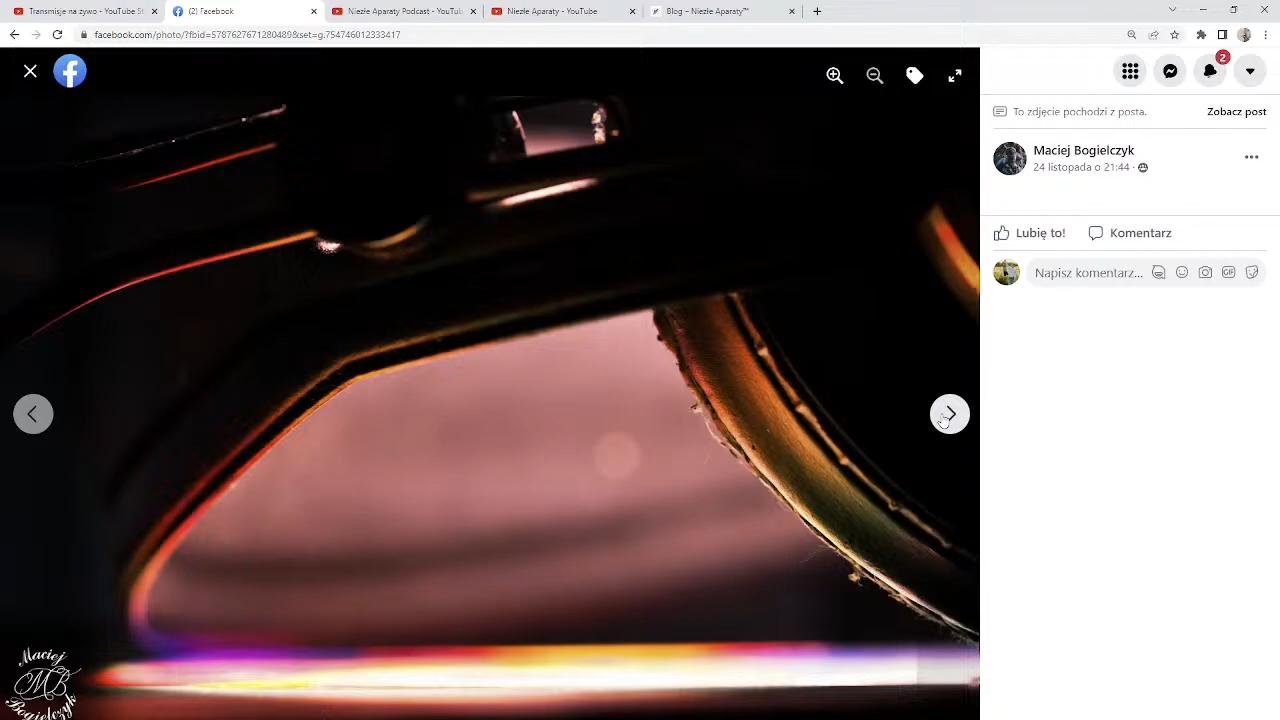 Transmisje na żywo - YouTube St
(2) Facebook
Niezłe Aparaty Podcast - YouTub
Niezłe Aparaty - YouTube
Blog – Niezłe Aparaty™
facebook.com/photo/?fbid=5787627671280489&set=g.754746012333417
2
To zdjęcie pochodzi z posta.
Zobacz post
Maciej Bogielczyk
24 listopada o 21:44 ·
Lubię to!
Komentarz
Napisz komentarz...
GIF
Maciej
MB
Bogielczyk